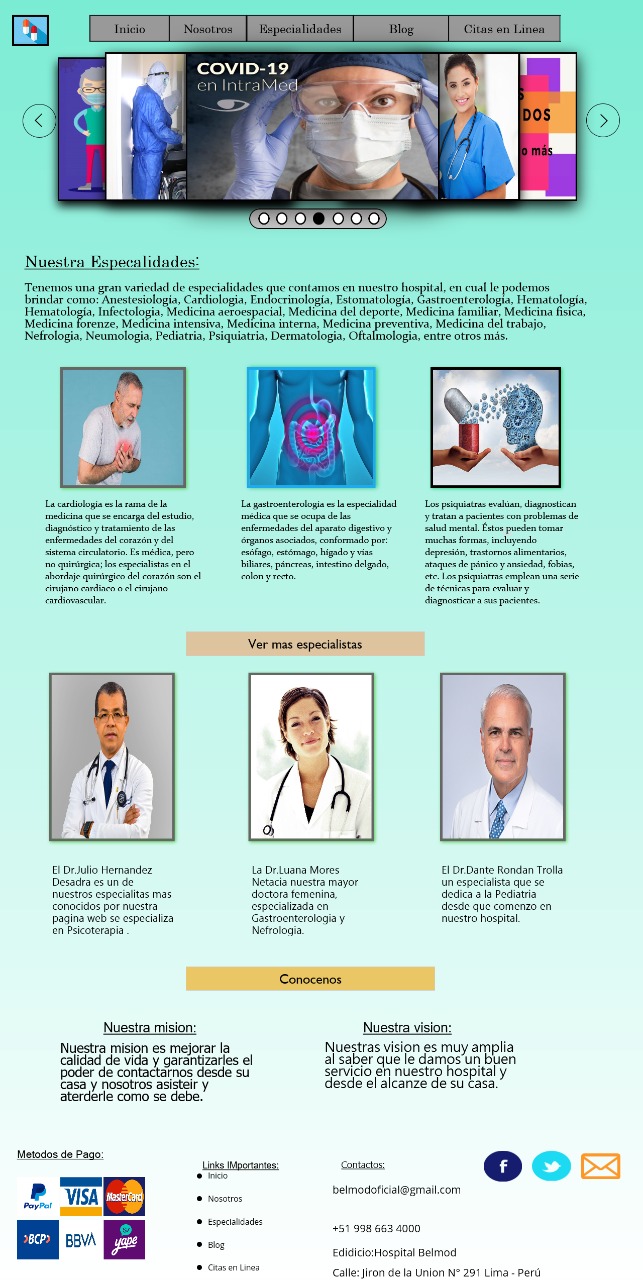 Inicio
Nosotros
Especialidades
Blog
Citas en Linea
COVID-19
en IntraMed
S
DOS
o más
Nuestra Especalidades:
Tenemos una gran variedad de especialidades que contamos en nuestro hospital, en cual le podemos
brindar como: Anestesiología, Cardiologia, Endocrinología, Estomatología, Gastroenterología, Hematología,
Hematología, Infectologia, Medicina aeroespacial, Medicina del deporte, Medicina familiar, Medicina fisica,
Medicina forenze, Medicina intensiva, Medicina interna, Medicina preventiva, Medicina del trabajo,
Nefrologia, Neumologia, Pediatria, Psiquiatria, Dermatologia, Oftalmologia, entre otros más.
La cardiologia es la rama de la
medicina que se encarga del estudio,
diagnóstico y tratamiento de las
enfermedades del corazón y del
sistema circulatorio. Es médica, pero
no quirúrgica; los especialistas en el
abordaje quirúrgico del corazón son el
cirujano cardiaco o el cirujano
cardiovascular.
La gastroenterologia es la especialidad
médica que se ocupa de las
enfermedades del aparato digestivo y
órganos asociados, conformado por:
esófago, estómago, hígado y vías
biliares, páncreas, intestino delgado,
colon y recto.
Los psiquiatras evalúan, diagnostican
y tratan a pacientes con problemas de
salud mental. Éstos pueden tomar
muchas formas, incluyendo
depresión, trastornos alimentarios,
ataques de pánico y ansiedad, fobias,
etc. Los psiquiatras emplean una serie
de técnicas para evaluar y
diagnosticar a sus pacientes.
Ver mas especialistas
El Dr.Julio Hernandez
Desadra es un de
nuestros especialitas mas
conocidos por nuestra
pagina web se especializa
en Psicoterapia .
La Dr.Luana Mores
Netacia nuestra mayor
doctora femenina,
especializada en
Gastroenterologia y
Nefrologia.
El Dr.Dante Rondan Trolla
un especialista que se
dedica a la Pediatria
desde que comenzo en
nuestro hospital.
Conocenos
Nuestra mision:
Nuestra mision es mejorar la
calidad de vida y garantizarles el
poder de contactarnos desde su
casa y nosotros asisteir y
aterderle como se debe.
Nuestra vision:
Nuestras vision es muy amplia
al saber que le damos un buen
servicio en nuestro hospital y
desde el alcanze de su casa.
Metodos de Pago:
PayPal
VISA
MasterCard
BCP
BBVA
yape
Links IMportantes:
Inicio
Nosotros
Especialidades
Blog
Citas en Linea
Contactos:
belmodoficial@gmail.com
+51 998 663 4000
Edidicio:Hospital Belmod
Calle: Jiron de la Union N° 291 Lima - Perú
f